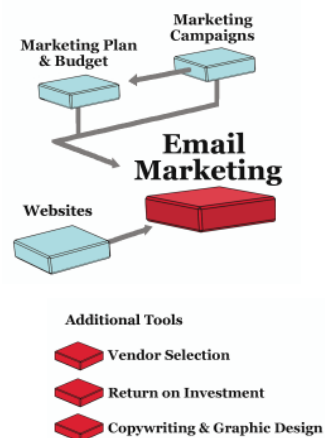 Marketing
Campaigns
Marketing Plan
& Budget
Email
Marketing
Websites
Additional Tools
Vendor Selection
Return on Investment
Copywriting & Graphic Design